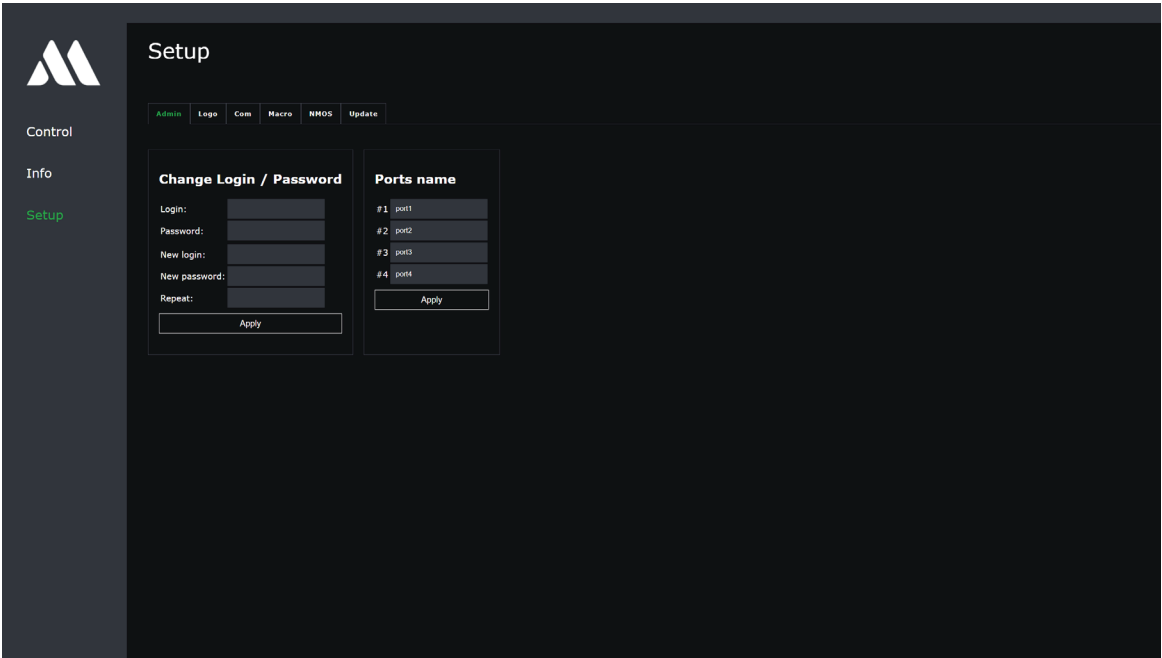 Setup
Admin Logo Com Macro NMOS Update
Control
Info
Setup
Change Login / Password
Login:
Password:
New login:
New password:
Repeat:
Apply
Ports name
#1 port1
#2 port2
#3 port3
#4 port4
Apply